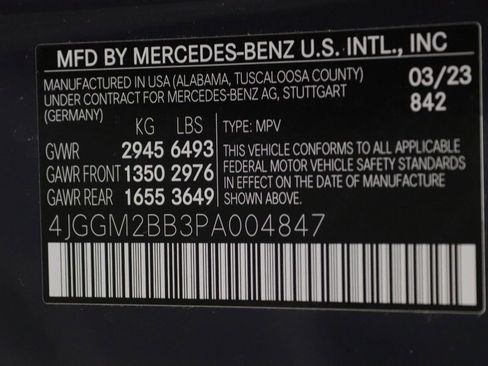 MFD BY MERCEDES-BENZ U.S. INTL., INC
MANUFACTURED IN USA (ALABAMA, TUSCALOOSA COUNTY) 03/23
UNDER CONTRACT FOR MERCEDES-BENZ AG, STUTTGART 842
(GERMANY)
KG LBS TYPE: MPV
GVWR 2945 6493 THIS VEHICLE CONFORMS TO ALL APPLICABLE
GAWR FRONT 1350 2976 FEDERAL MOTOR VEHICLE SAFETY STANDARDS
GAWR REAR 1655 3649 IN EFFECT ON THE DATE OF MANUFACTURE
SHOWN ABOVE.
4JGGM2BB3PA004847